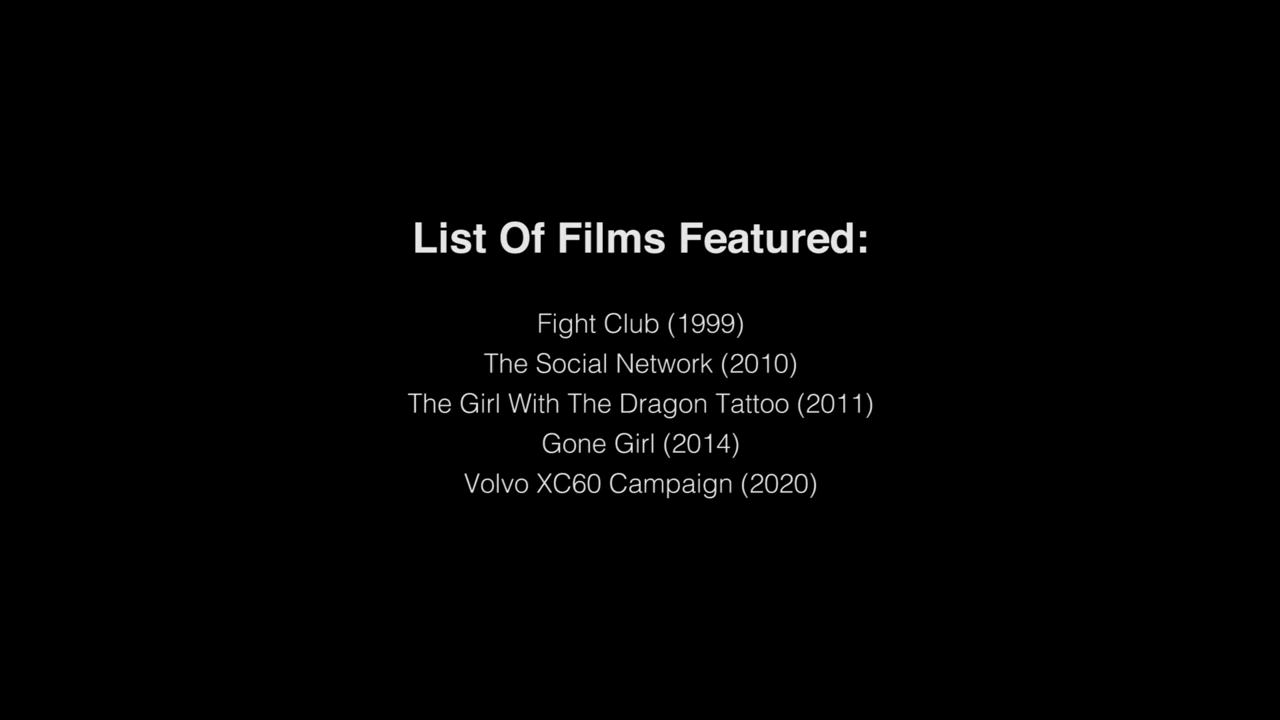 List Of Films Featured:
Fight Club (1999)
The Social Network (2010)
The Girl With The Dragon Tattoo (2011)
Gone Girl (2014)
Volvo XC60 Campaign (2020)